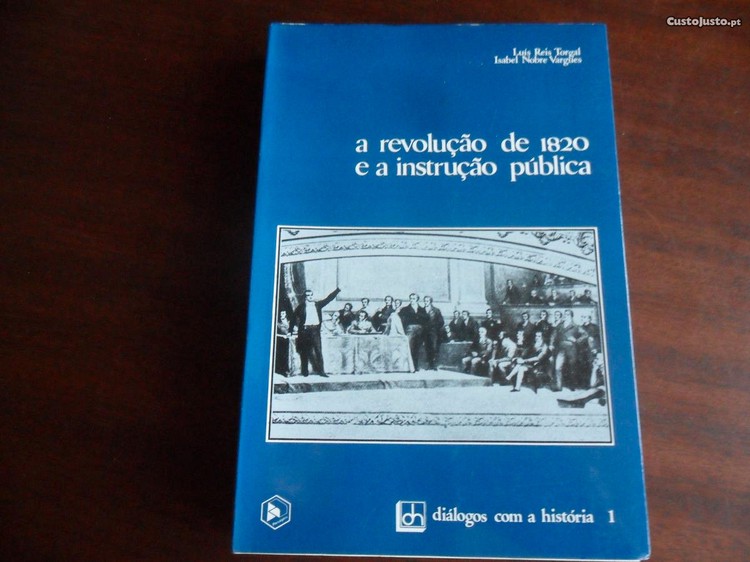 CustoJusto.pt
Luís Reis Torgal
Isabel Nobre Vargues
a revolução de 1820
e a instrução pública
dh
diálogos com a história 1